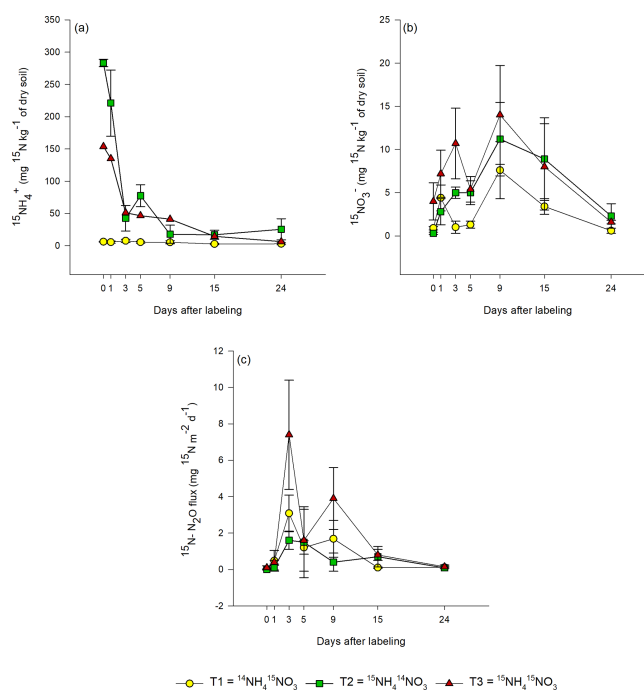 (a)
350
300
250
200
150
100
50
0
¹⁵NH₄⁺ (mg ¹⁵N kg⁻¹ of dry soil)
0 1 3 5 9 15 24
Days after labeling
(b)
25
20
15
10
5
0
¹⁵NO₃⁻ (mg ¹⁵N kg⁻¹ of dry soil)
0 1 3 5 9 15 24
Days after labeling
(c)
12
10
8
6
4
2
0
-2
¹⁵N- N₂O flux (mg ¹⁵N m⁻² d⁻¹)
0 1 3 5 9 15 24
Days after labeling
T1 = ¹⁴NH₄¹⁵NO₃ T2 = ¹⁵NH₄¹⁴NO₃ T3 = ¹⁵NH₄¹⁵NO₃